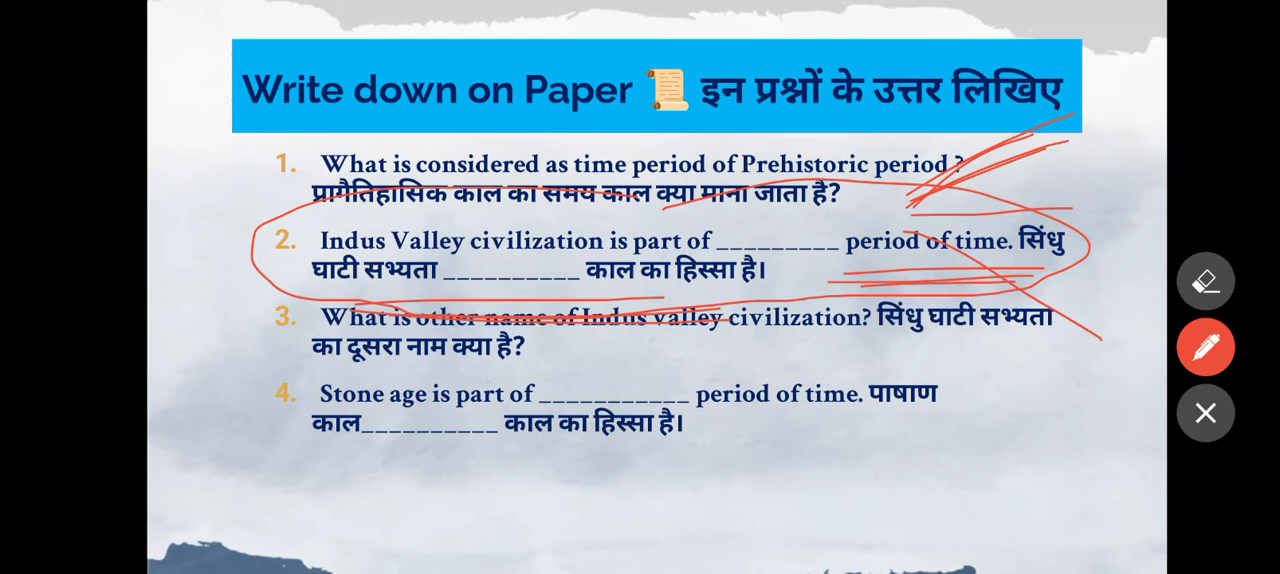 Write down on Paper 📜 इन प्रश्नों के उत्तर लिखिए
1. What is considered as time period of Prehistoric period ?
प्रागैतिहासिक काल का समय काल क्या माना जाता है?
2. Indus Valley civilization is part of _________ period of time. सिंधु
घाटी सभ्यता __________ काल का हिस्सा है।
3. What is other name of Indus valley civilization? सिंधु घाटी सभ्यता
का दूसरा नाम क्या है?
4. Stone age is part of ___________ period of time. पाषाण
काल__________ काल का हिस्सा है।